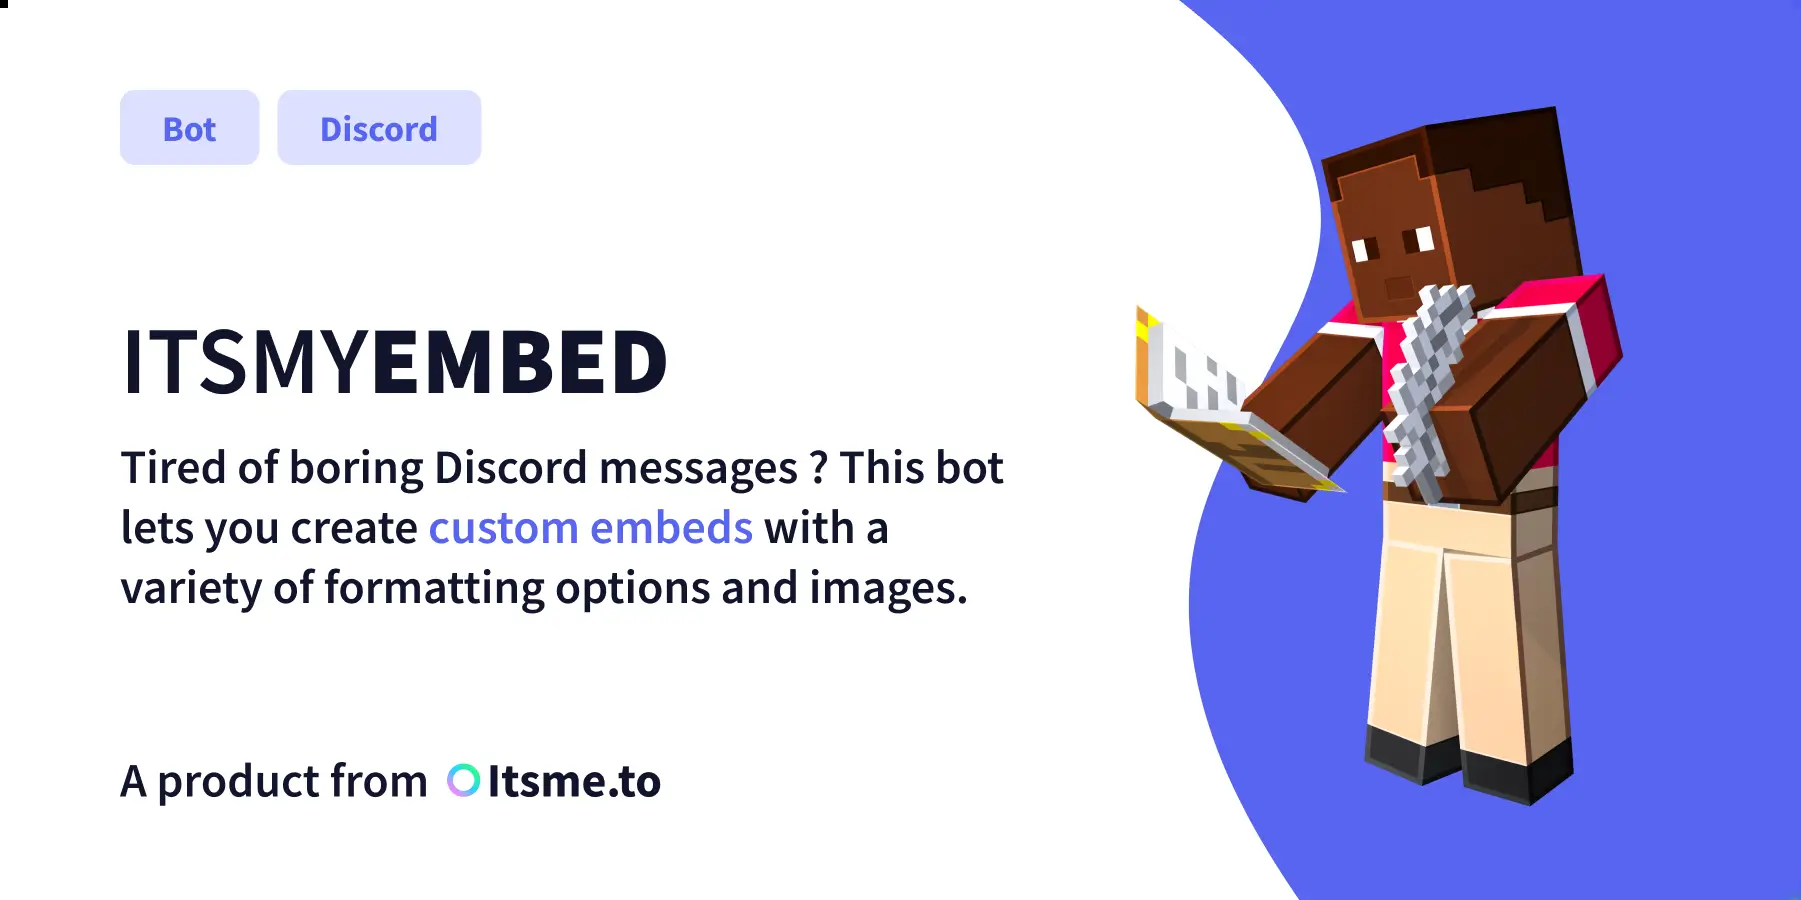 Bot
Discord
ITSMYEMBED
Tired of boring Discord messages ? This bot
lets you create custom embeds with a
variety of formatting options and images.
A product from Itsme.to